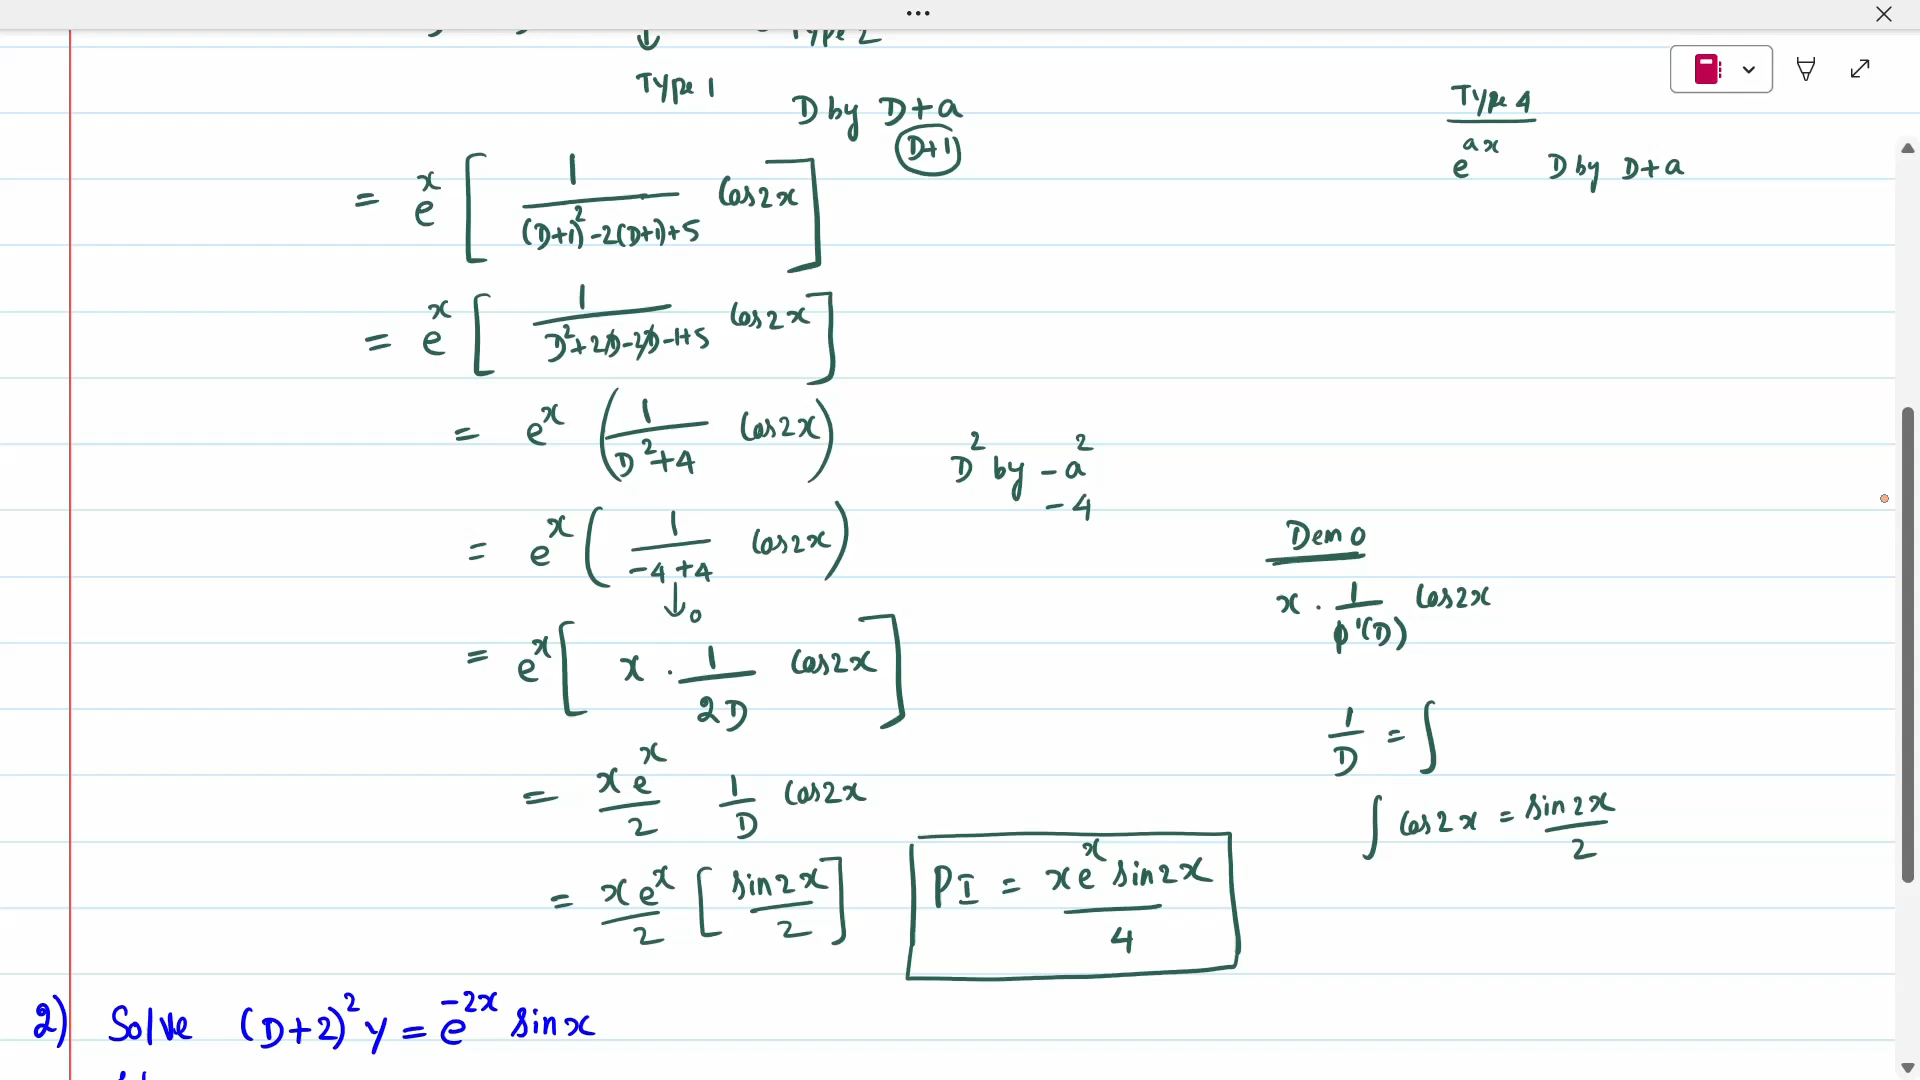 Type 2
Type 1
D by D+a
(D+1)
Type 4
e^{ax} D by D+a
= e^x [ 1/((D+1)^2-2(D+1)+5) Cos2x ]
= e^x [ 1/(D^2+2D-2D-1+5) Cos2x ]
= e^x ( 1/(D^2+4) Cos2x )
D^2 by -a^2
-4
= e^x ( 1/(-4+4) Cos2x )
↓0
Demo
x · 1/φ'(D) Cos2x
= e^x [ x · 1/2D Cos2x ]
1/D = ∫
= xe^x/2 1/D Cos2x
∫ Cos2x = sin2x/2
= xe^x/2 [ sin2x/2 ]
PI = xe^x sin2x/4
2) Solve (D+2)^2 y = e^{-2x} sinx